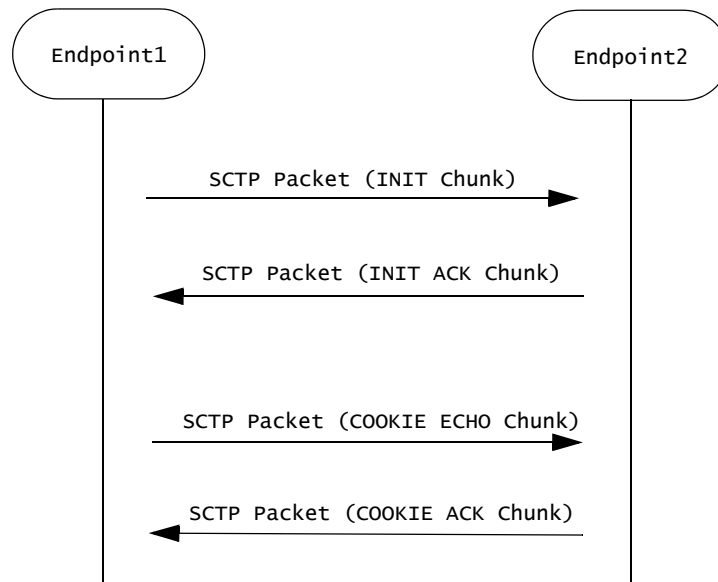 Endpoint1
Endpoint2
SCTP Packet (INIT Chunk)
SCTP Packet (INIT ACK Chunk)
SCTP Packet (COOKIE ECHO Chunk)
SCTP Packet (COOKIE ACK Chunk)